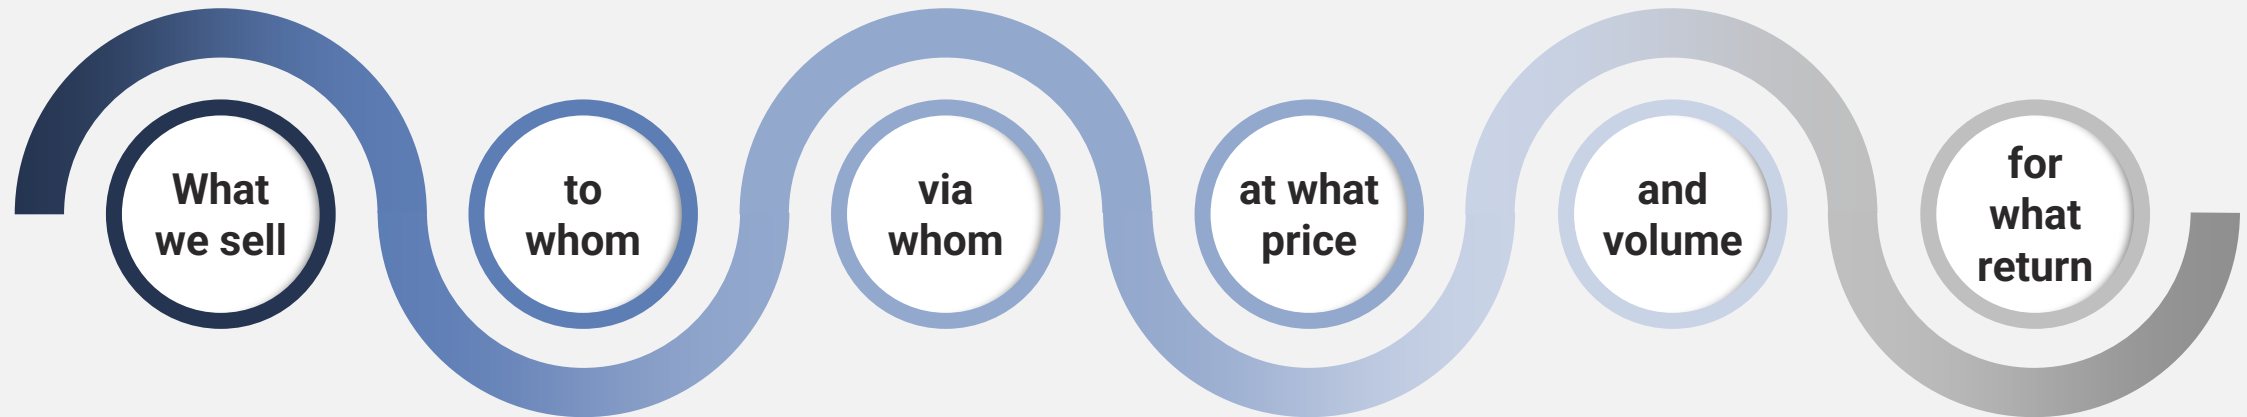 What
we sell
to
whom
via
whom
at what
price
and
volume
for
what
return